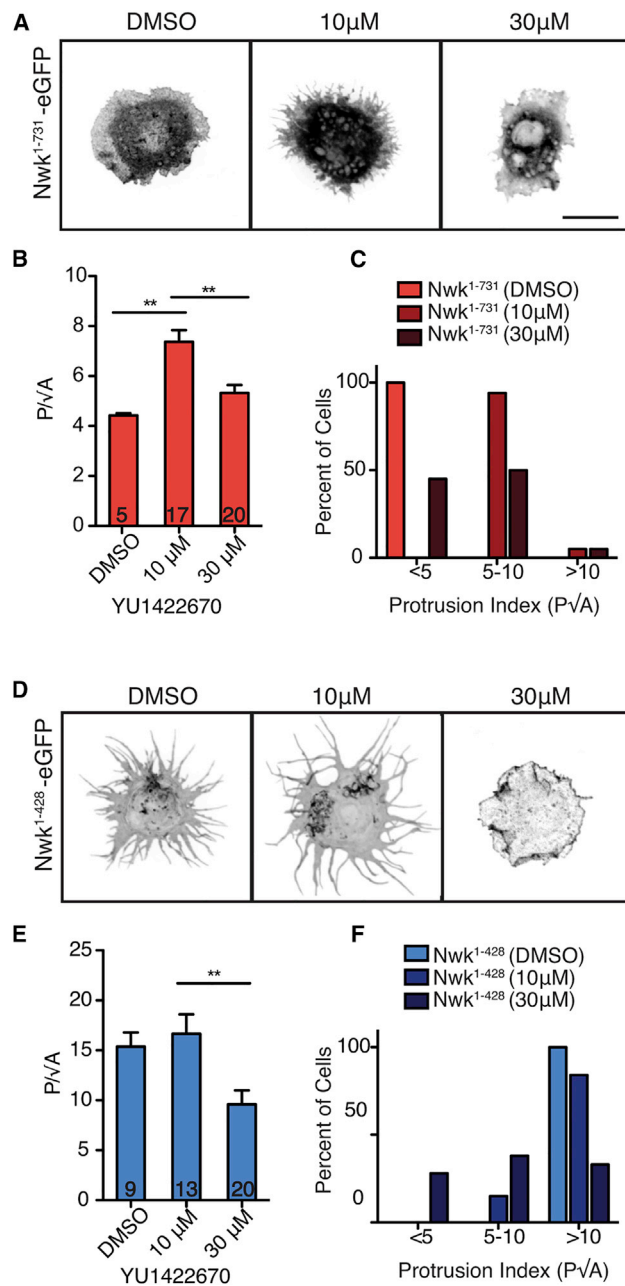 A
DMSO 10µM 30µM
Nwk1-731-eGFP
B
10
8
6
4
2
0
P/√A
** **
5 17 20
DMSO 10 µM 30 µM
YU1422670
C
Nwk1-731 (DMSO)
Nwk1-731 (10µM)
Nwk1-731 (30µM)
100
50
0
Percent of Cells
<5 5-10 >10
Protrusion Index (P√A)
D
DMSO 10µM 30µM
Nwk1-428-eGFP
E
25
20
15
10
5
0
P/√A
**
9 13 20
DMSO 10 µM 30 µM
YU1422670
F
Nwk1-428 (DMSO)
Nwk1-428 (10µM)
Nwk1-428 (30µM)
100
50
0
Percent of Cells
<5 5-10 >10
Protrusion Index (P√A)